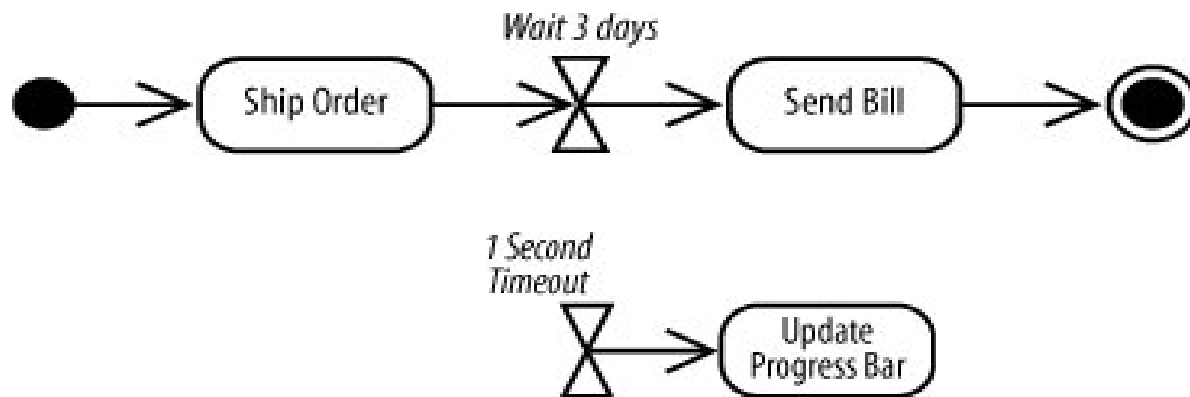 Wait 3 days
Ship Order
Send Bill
1 Second
Timeout
Update
Progress Bar